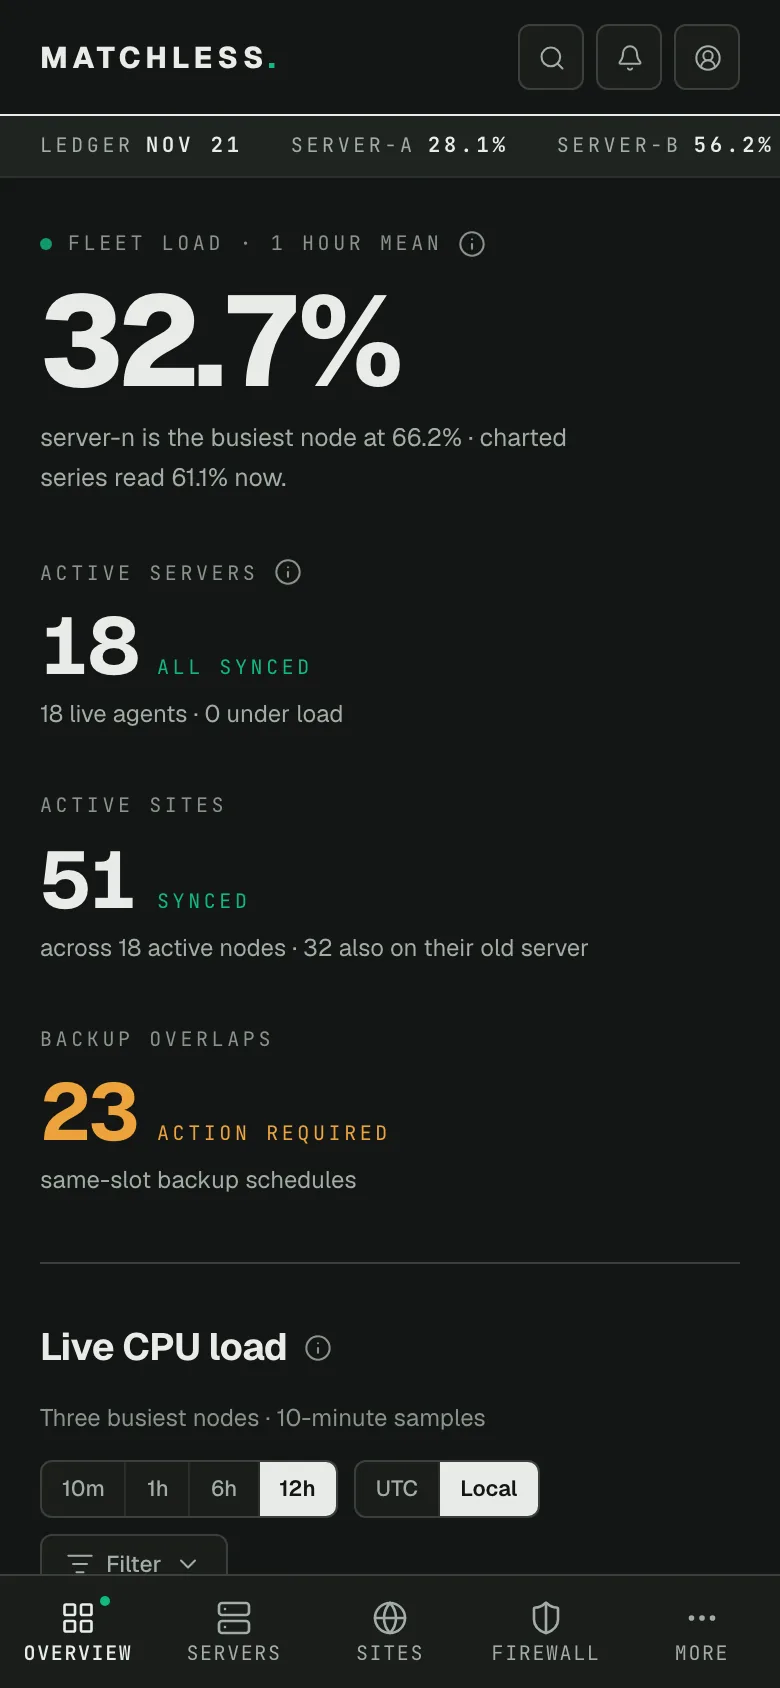 MATCHLESS.
LEDGER NOV 21 SERVER-A 28.1% SERVER-B 56.2%
FLEET LOAD · 1 HOUR MEAN
32.7%
server-n is the busiest node at 66.2% · charted
series read 61.1% now.
ACTIVE SERVERS
18 ALL SYNCED
18 live agents · 0 under load
ACTIVE SITES
51 SYNCED
across 18 active nodes · 32 also on their old server
BACKUP OVERLAPS
23 ACTION REQUIRED
same-slot backup schedules
Live CPU load
Three busiest nodes · 10-minute samples
10m 1h 6h 12h UTC Local
Filter
OVERVIEW SERVERS SITES FIREWALL MORE